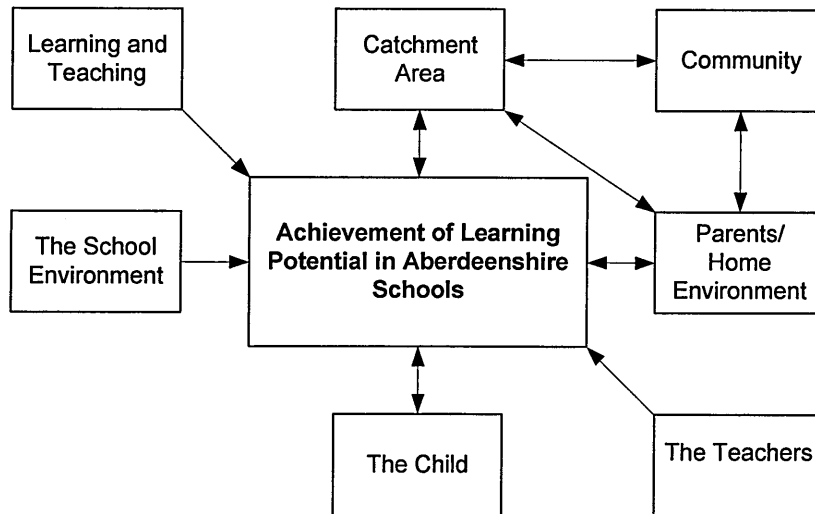 Learning and
Teaching
Catchment
Area
Community
The School
Environment
Achievement of Learning
Potential in Aberdeenshire
Schools
Parents/
Home
Environment
The Child
The Teachers